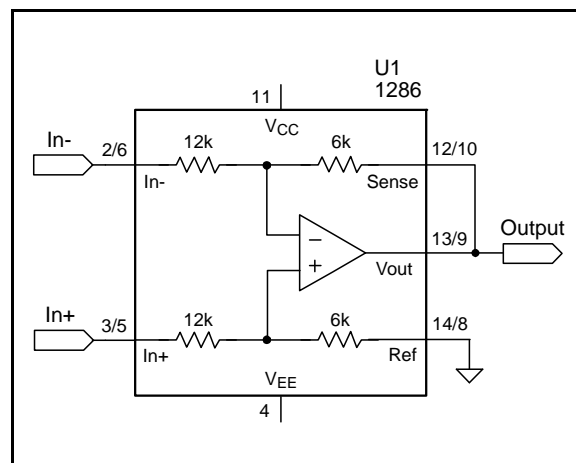 U1
1286
11
VCC
In-
2/6
12k
6k
12/10
In-
Sense
Output
−
+
13/9
Vout
In+
3/5
12k
6k
14/8
In+
Ref
VEE
4